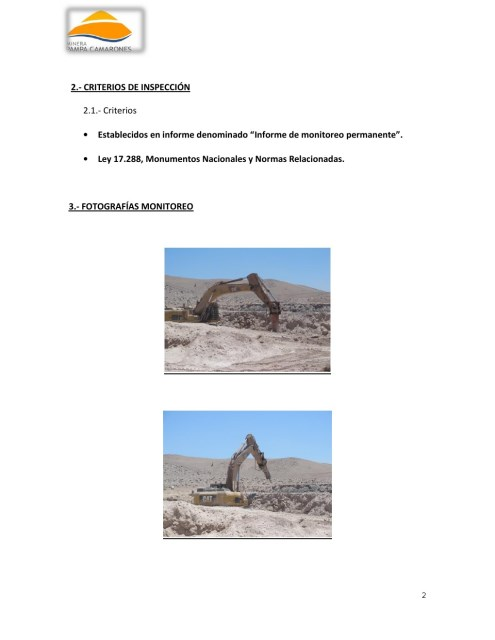 MINERA
PAMPA CAMARONES
2.- CRITERIOS DE INSPECCIÓN
2.1.- Criterios
• Establecidos en informe denominado “Informe de monitoreo permanente”.
• Ley 17.288, Monumentos Nacionales y Normas Relacionadas.
3.- FOTOGRAFÍAS MONITOREO
CAT
2